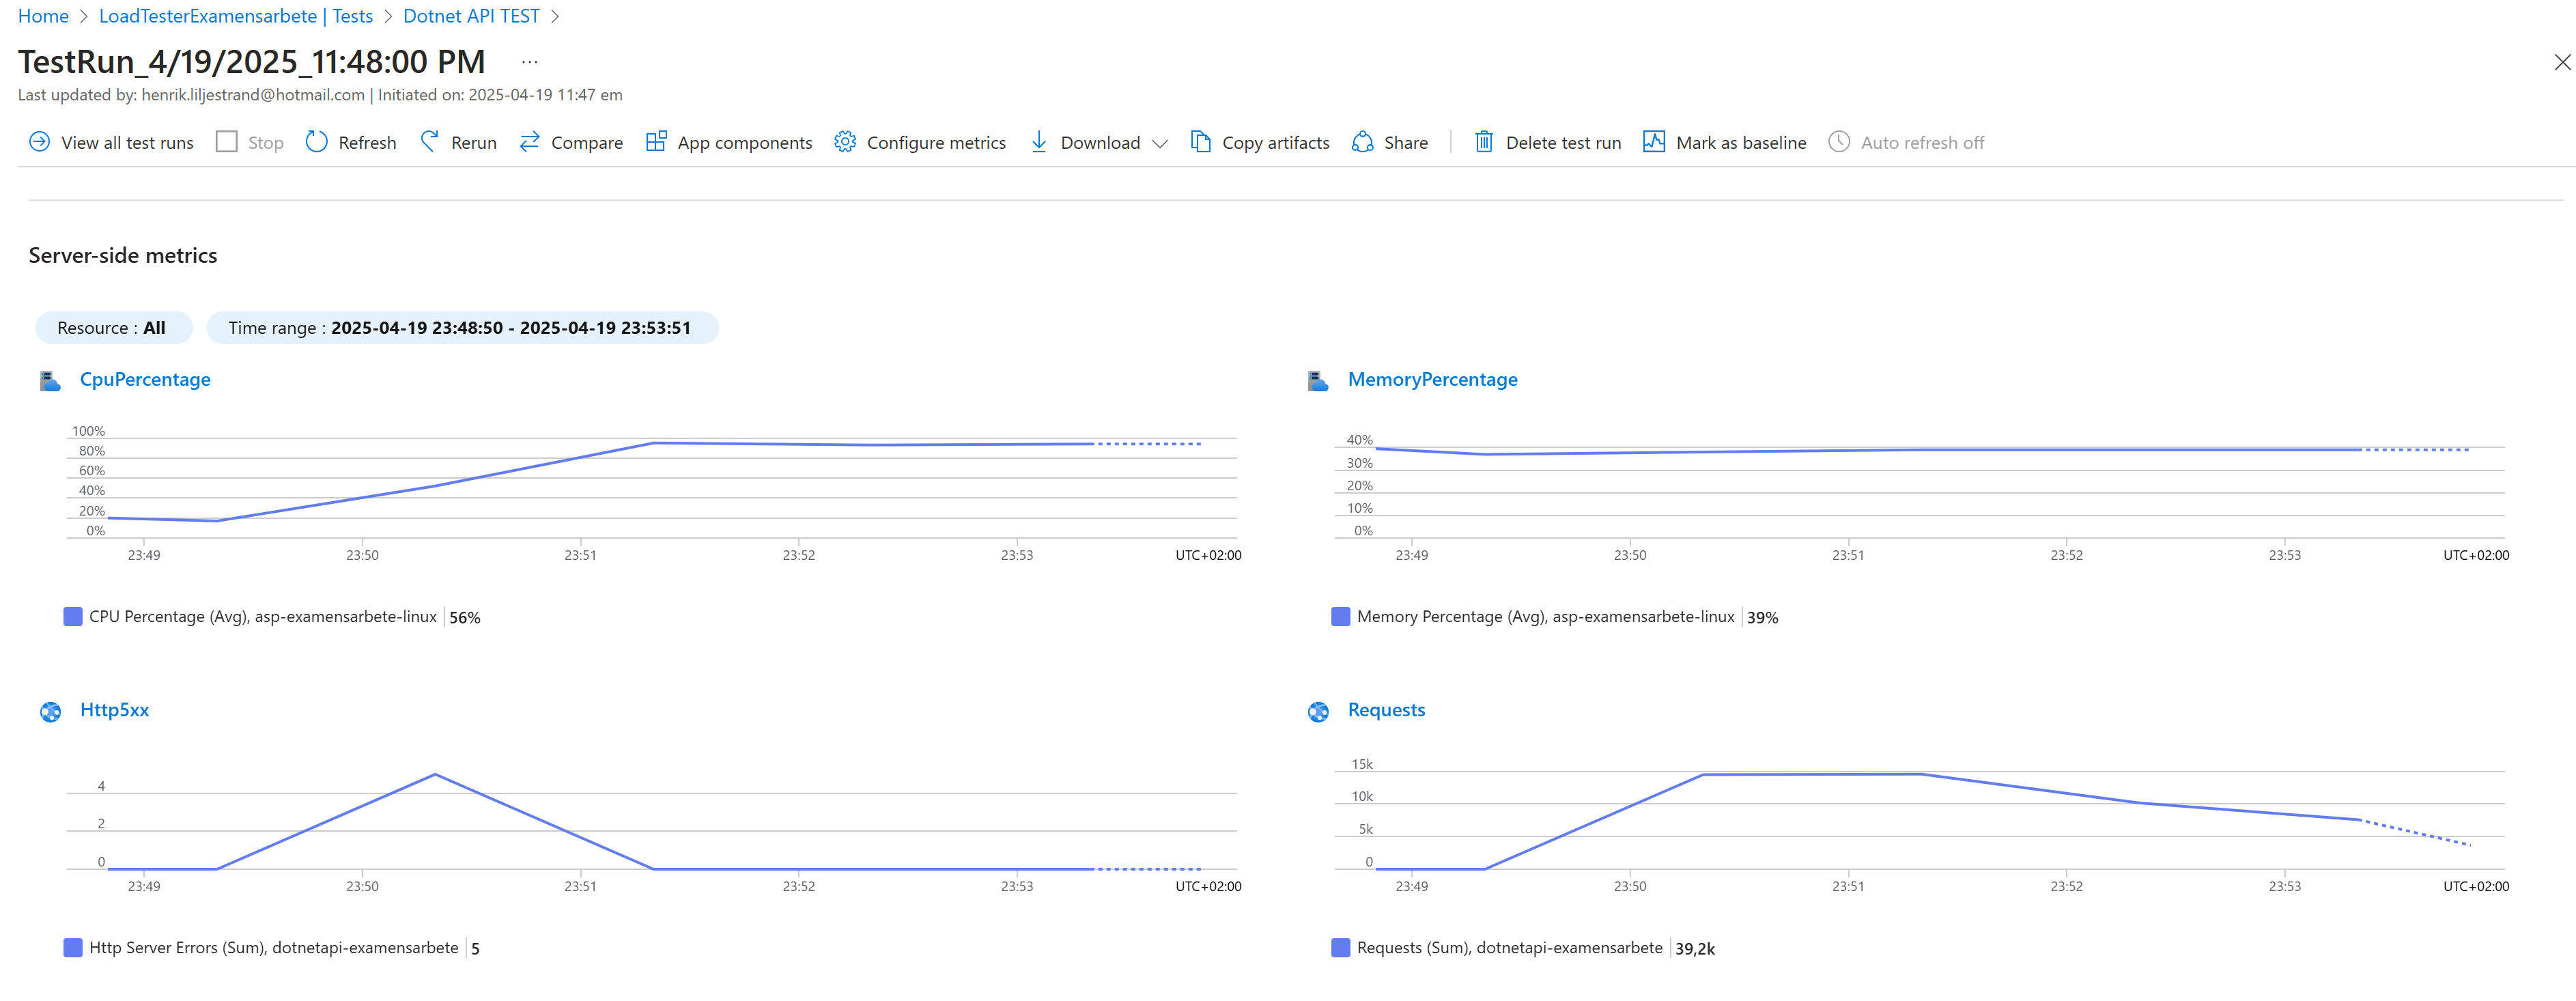 Home > LoadTesterExamensarbete | Tests > Dotnet API TEST >
TestRun_4/19/2025_11:48:00 PM ...
Last updated by: henrik.liljestrand@hotmail.com | Initiated on: 2025-04-19 11:47 em
View all test runs Stop Refresh Rerun Compare App components Configure metrics Download Copy artifacts Share Delete test run Mark as baseline Auto refresh off
Server-side metrics
Resource : All Time range : 2025-04-19 23:48:50 - 2025-04-19 23:53:51
CpuPercentage
100%
80%
60%
40%
20%
0%
23:49 23:50 23:51 23:52 23:53 UTC+02:00
CPU Percentage (Avg), asp-examensarbete-linux 56%
MemoryPercentage
40%
30%
20%
10%
0%
23:49 23:50 23:51 23:52 23:53 UTC+02:00
Memory Percentage (Avg), asp-examensarbete-linux 39%
Http5xx
4
2
0
23:49 23:50 23:51 23:52 23:53 UTC+02:00
Http Server Errors (Sum), dotnetapi-examensarbete 5
Requests
15k
10k
5k
0
23:49 23:50 23:51 23:52 23:53 UTC+02:00
Requests (Sum), dotnetapi-examensarbete 39,2k